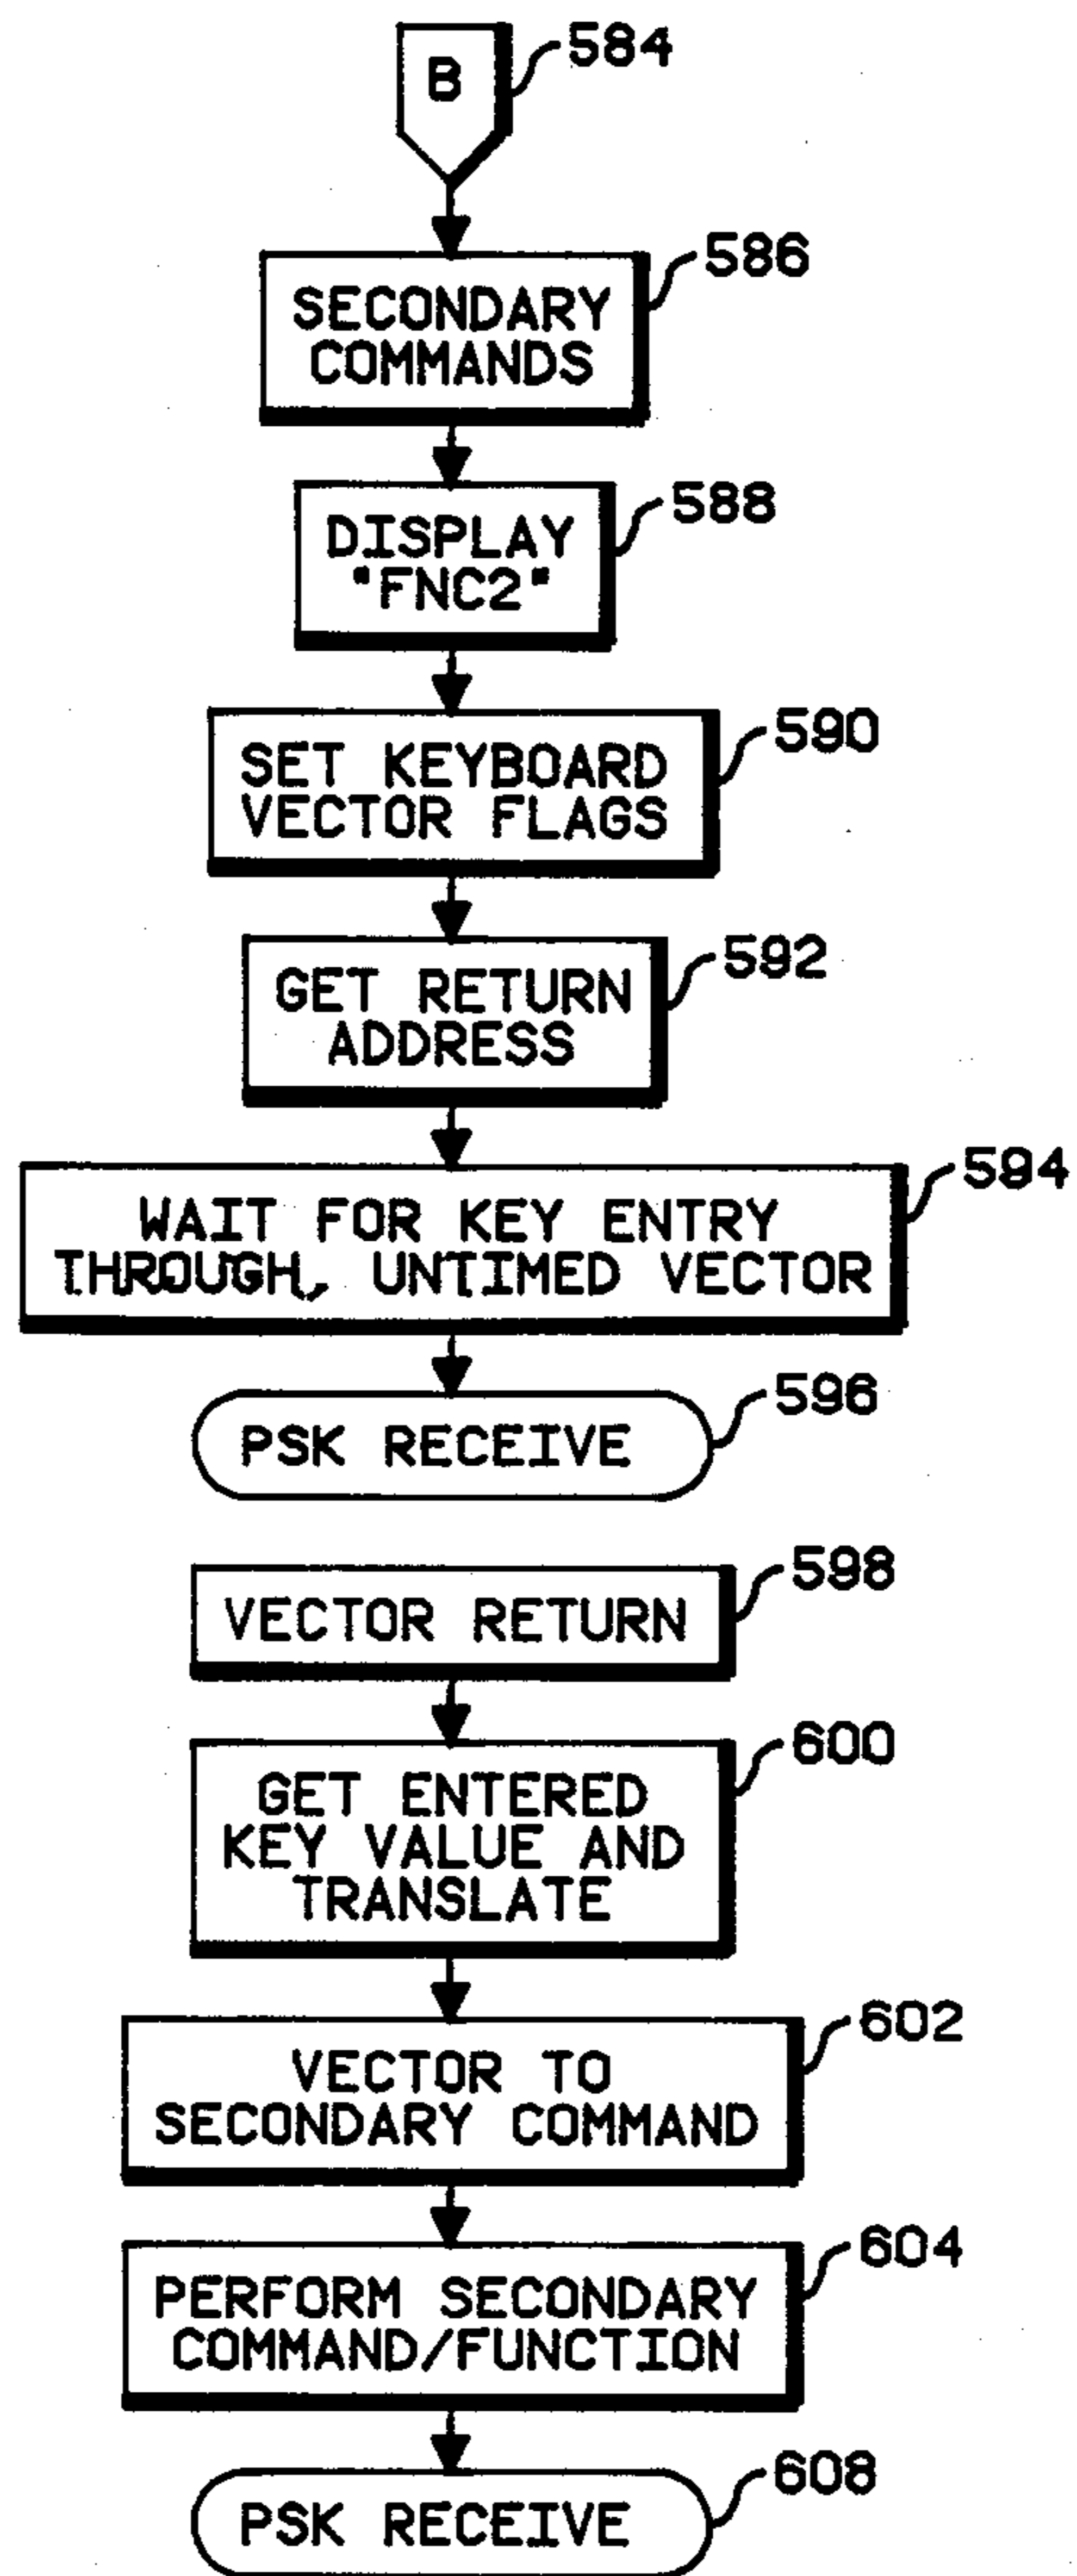 B
584
586
SECONDARY
COMMANDS
588
DISPLAY
"FNC2"
590
SET KEYBOARD
VECTOR FLAGS
592
GET RETURN
ADDRESS
594
WAIT FOR KEY ENTRY
THROUGH, UNTIMED VECTOR
596
PSK RECEIVE
598
VECTOR RETURN
600
GET ENTERED
KEY VALUE AND
TRANSLATE
602
VECTOR TO
SECONDARY COMMAND
604
PERFORM SECONDARY
COMMAND/FUNCTION
608
PSK RECEIVE